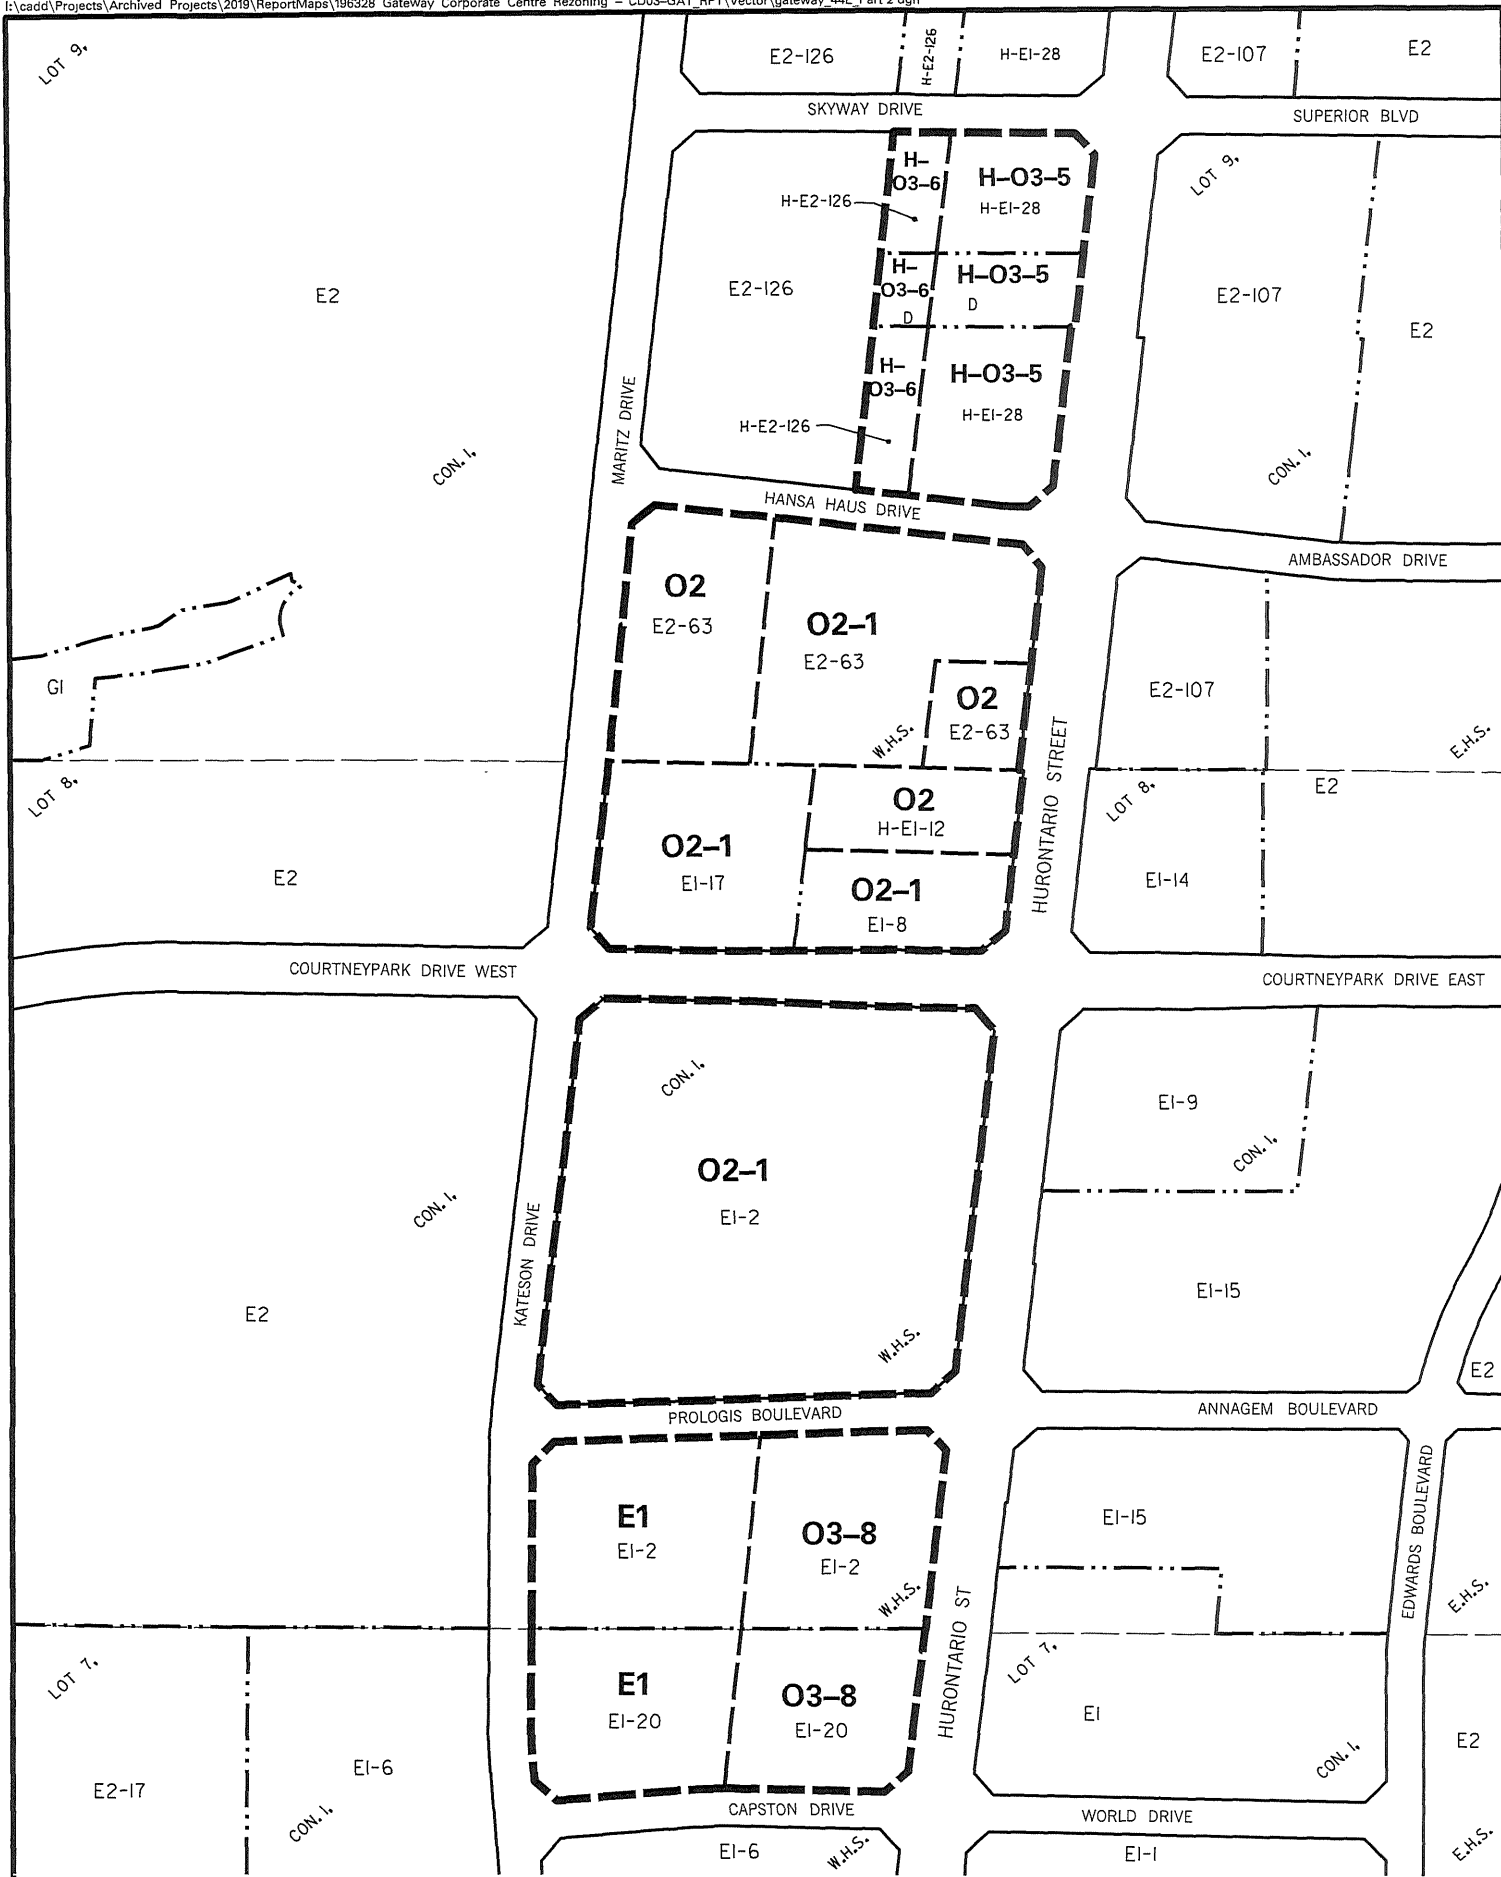 I:\cadd\Projects\Archived Projects\2019\ReportMaps\196328 Gateway Corporate Centre Rezoning - CD03-GAT_RPT\Vector\gateway_44E_Part 2 dgn
LOT 9,
E2-126
H-E2-126
H-E1-28
E2-107
E2
SKYWAY DRIVE
SUPERIOR BLVD
H-
O3-6
H-O3-5
H-E2-126
H-E1-28
LOT 9,
E2
E2-126
H-
O3-6
D
H-O3-5
D
E2-107
E2
H-
O3-6
H-O3-5
H-E2-126
H-E1-28
MARITZ DRIVE
CON. 1,
CON. 1,
HANSA HAUS DRIVE
AMBASSADOR DRIVE
O2
E2-63
O2-1
E2-63
O2
E2-63
W.H.S.
G1
E2-107
E.H.S.
HURONTARIO STREET
LOT 8,
LOT 8,
E2
O2
H-E1-12
O2-1
E1-17
O2-1
E1-8
E2
E1-14
COURTNEYPARK DRIVE WEST
COURTNEYPARK DRIVE EAST
CON. 1,
E1-9
CON. 1,
O2-1
E1-2
CON. 1,
KATESON DRIVE
E2
E1-15
W.H.S.
E2
PROLOGIS BOULEVARD
ANNAGEM BOULEVARD
E1
E1-2
O3-8
E1-2
W.H.S.
E1-15
EDWARDS BOULEVARD
E.H.S.
HURONTARIO ST
LOT 7,
LOT 7,
E1
E1-20
O3-8
E1-20
E1
E2
E2-17
E1-6
CON. 1,
CON. 1,
CAPSTON DRIVE
WORLD DRIVE
E1-6
W.H.S.
E1-1
E.H.S.